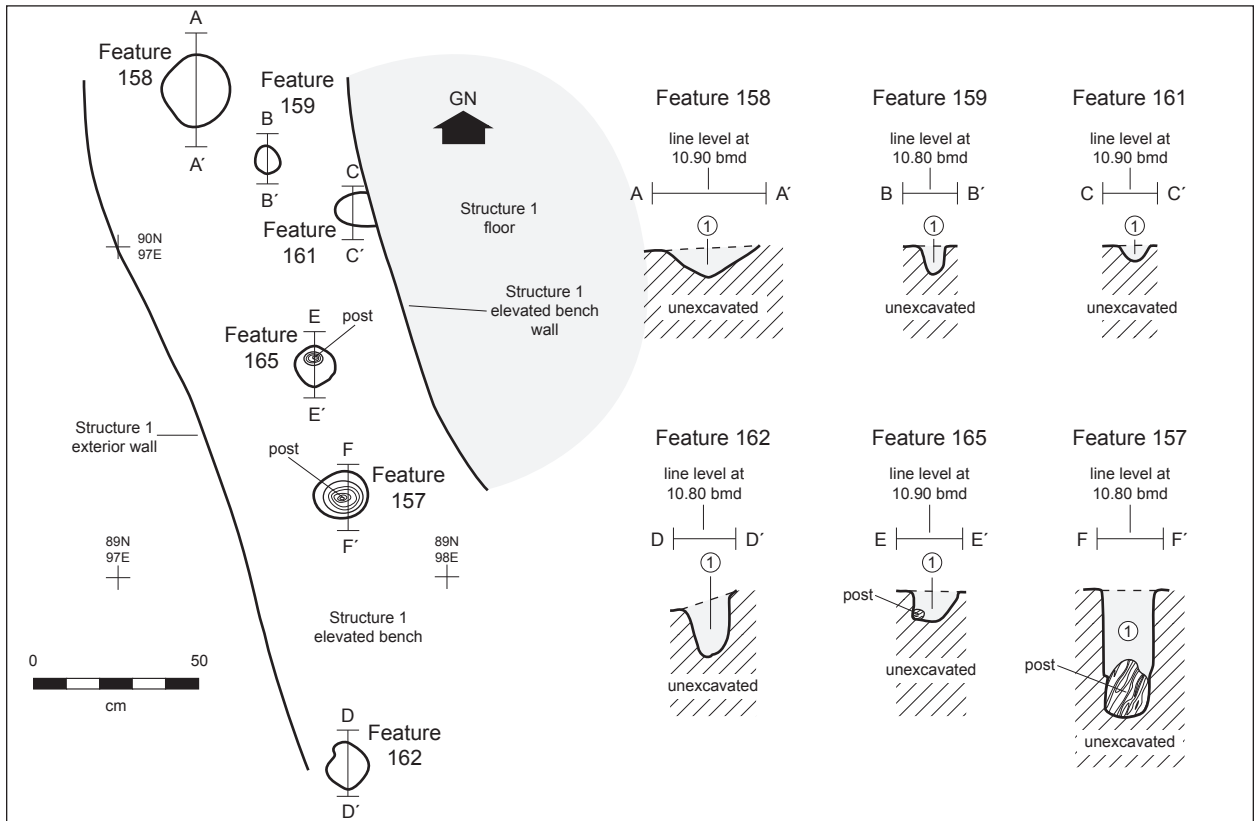 A
Feature
158
A′
Feature
159
B
B′
GN
C
Feature
161
C′
Structure 1
floor
90N
97E
Structure 1
elevated bench
wall
E
post
Feature
165
E′
Structure 1
exterior wall
post
F
Feature
157
F′
89N
97E
89N
98E
Structure 1
elevated bench
0 50
cm
D
Feature
162
D′
Feature 158
line level at
10.90 bmd
A A′
1
unexcavated
Feature 159
line level at
10.80 bmd
B B′
1
unexcavated
Feature 161
line level at
10.90 bmd
C C′
1
unexcavated
Feature 162
line level at
10.80 bmd
D D′
1
unexcavated
Feature 165
line level at
10.90 bmd
E E′
1
post
unexcavated
Feature 157
line level at
10.80 bmd
F F′
1
post
unexcavated